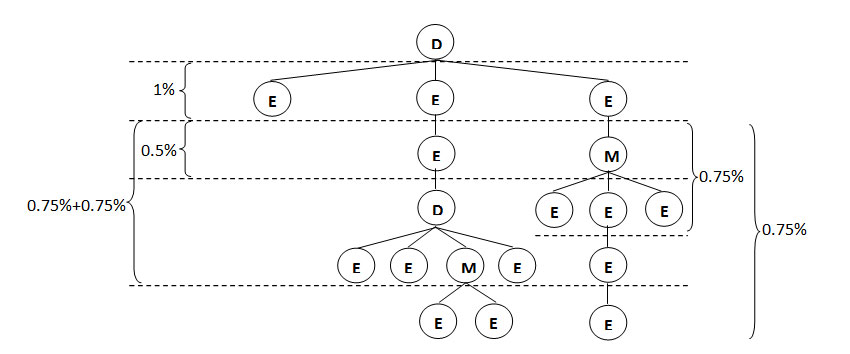 D
1%
E E E
0.5%
E M
0.75%
0.75%+0.75%
D E E E
0.75%
E E M E E
E E E